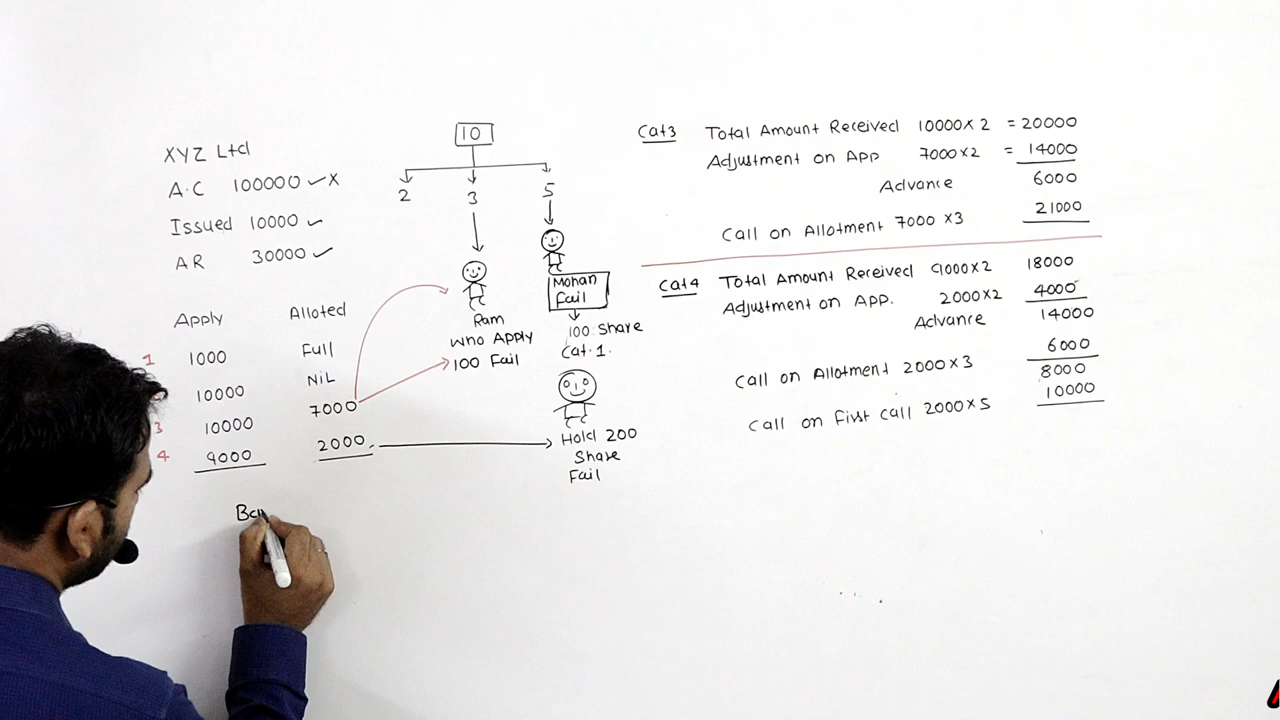 XYZ Ltd
A.C 100000 ✓ X
Issued 10000 ✓
AR 30000 ✓
Apply Alloted
1 1000 Full
10000 NiL
3 10000 7000
4 9000 2000
10
2 3 5
Ram
who Apply
100 Fail
Mohan
Fail
100 Share
Cat. 1.
Hold 200
Share
Fail
Cat3 Total Amount Received 10000 x 2 = 20000
Adjustment on App 7000 x 2 = 14000
Advance 6000
Call on Allotment 7000 x 3 21000
Cat4 Total Amount Received 9000 x 2 18000
Adjustment on App. 2000 x 2 4000
Advance 14000
Call on Allotment 2000 x 3 6000
8000
Call on First Call 2000 x 5 10000